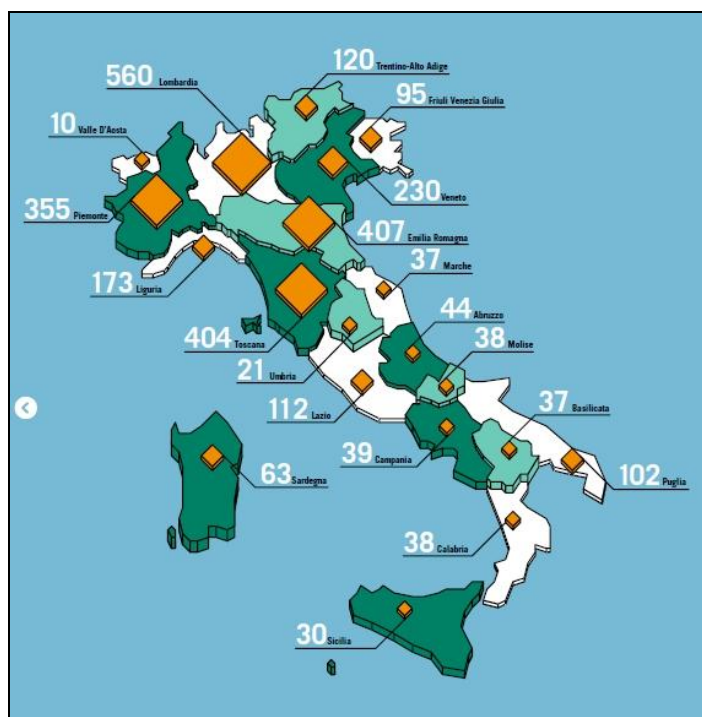 120 Trentino-Alto Adige
560 Lombardia
95 Friuli Venezia Giulia
10 Valle D'Aosta
230 Veneto
355 Piemonte
407 Emilia Romagna
37 Marche
173 Liguria
44 Abruzzo
404 Toscana
38 Molise
21 Umbria
37 Basilicata
112 Lazio
39 Campania
63 Sardegna
102 Puglia
38 Calabria
30 Sicilia